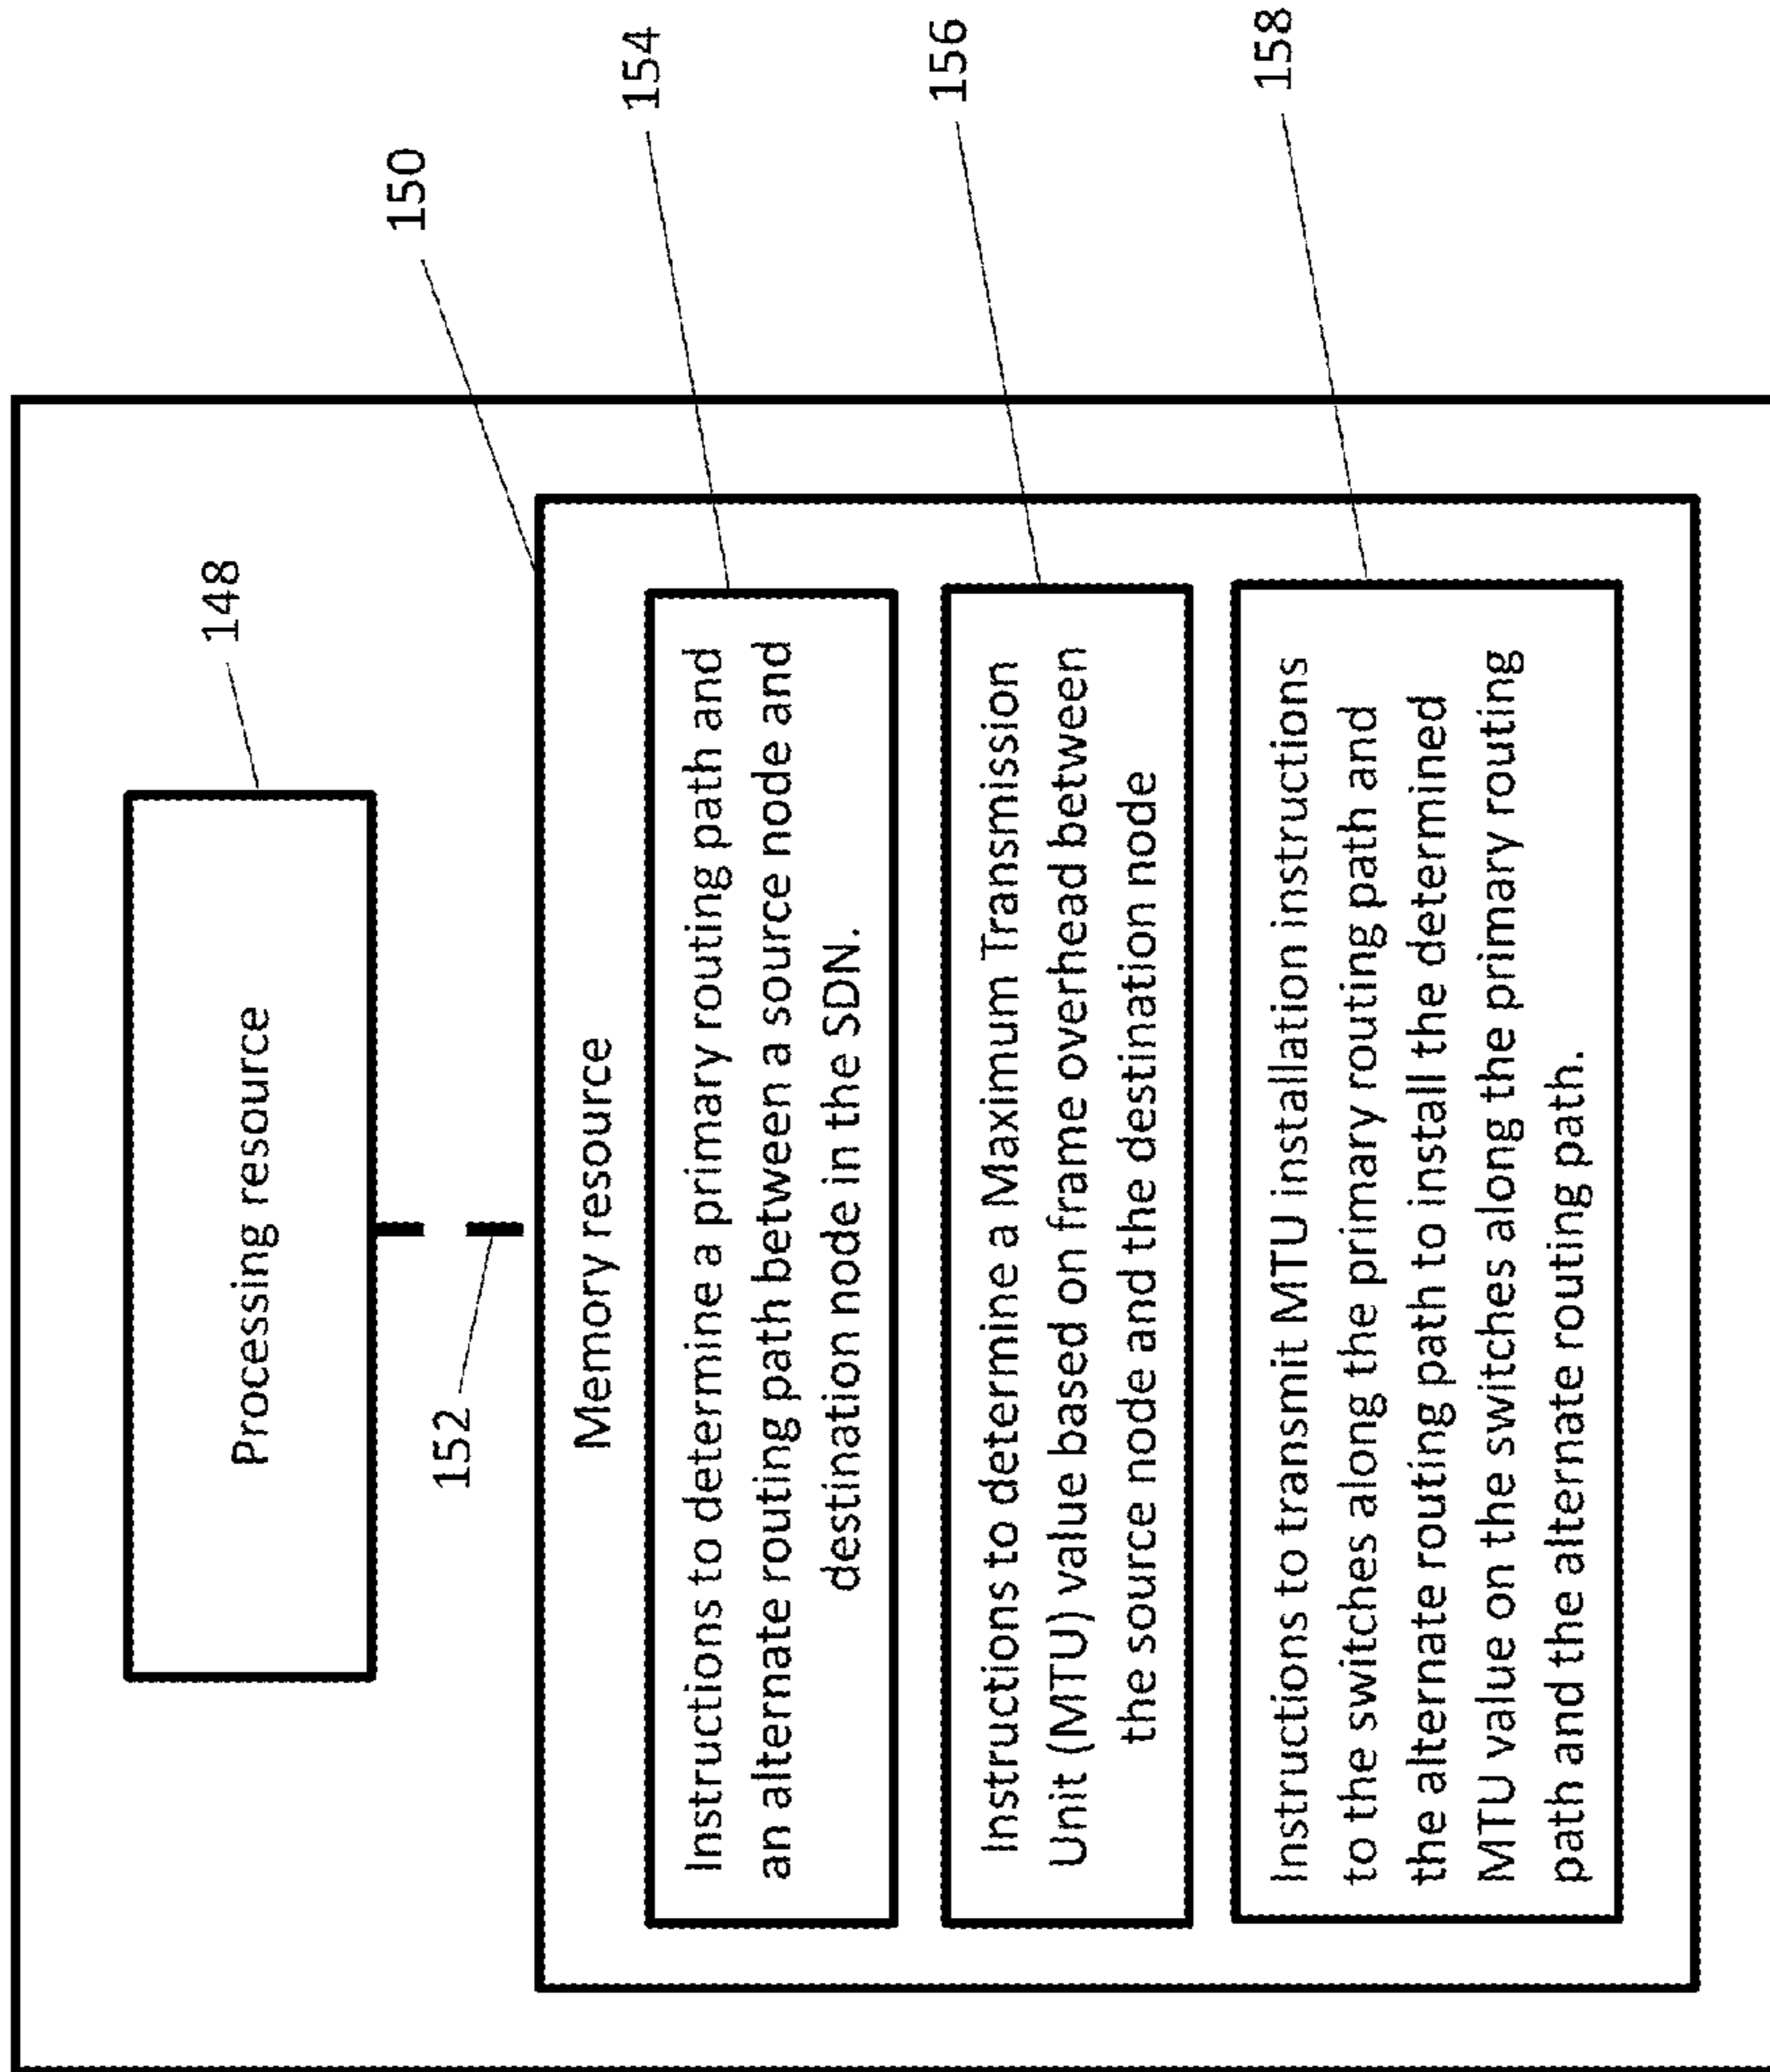 Processing resource
148
152
150
Memory resource
Instructions to determine a primary routing path and
an alternate routing path between a source node and
destination node in the SDN.
154
Instructions to determine a Maximum Transmission
Unit (MTU) value based on frame overhead between
the source node and the destination node
156
Instructions to transmit MTU installation instructions
to the switches along the primary routing path and
the alternate routing path to install the determined
MTU value on the switches along the primary routing
path and the alternate routing path.
158